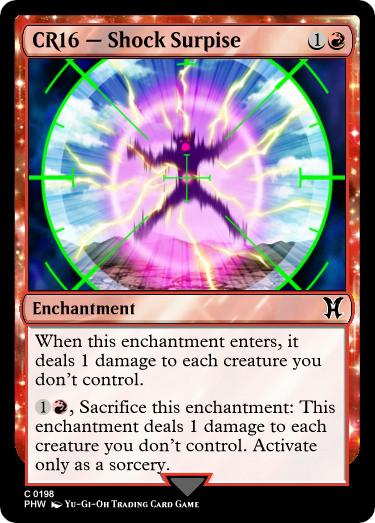 CR16 — Shock Surpise
1
Enchantment
When this enchantment enters, it
deals 1 damage to each creature you
don't control.
1, Sacrifice this enchantment: This
enchantment deals 1 damage to each
creature you don't control. Activate
only as a sorcery.
C 0198
PHW Yu-Gi-Oh Trading Card Game